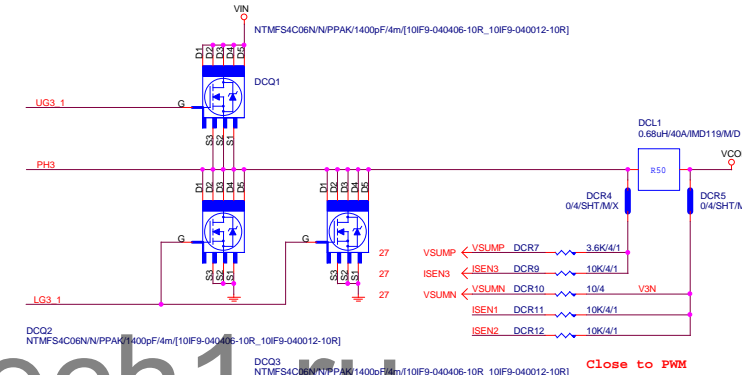 VIN
NTMFS4C06N/N/PPAK/1400pF/4m/[10IF9-040406-10R_10IF9-040012-10R]
D1 D2 D3 D4 D5
DCQ1
UG3_1
G
S3 S2 S1
DCL1
0.68uH/40A/IMD119/M/D
VCO
PH3
R50
D1 D2 D3 D4 D5
D1 D2 D3 D4 D5
DCR4
0/4/SHT/M/X
DCR5
0/4/SHT/M
G
G
S3 S2 S1
S3 S2 S1
27 VSUMP VSUMP DCR7 3.6K/4/1
27 ISEN3 ISEN3 DCR9 10K/4/1
27 VSUMN VSUMN DCR10 10/4 V3N
LG3_1
ISEN1 DCR11 10K/4/1
ISEN2 DCR12 10K/4/1
DCQ2
NTMFS4C06N/N/PPAK/1400pF/4m/[10IF9-040406-10R_10IF9-040012-10R]
DCQ3
NTMFS4C06N/N/PPAK/1400pF/4m/[10IF9-040406-10R_10IF9-040012-10R]
Close to PWM